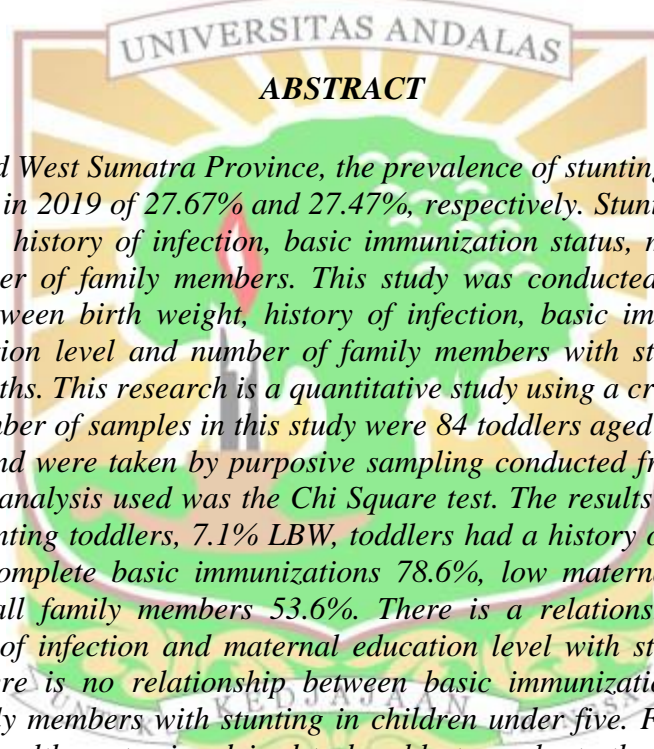 UNIVERSITAS ANDALAS
ABSTRACT
d West Sumatra Province, the prevalence of stunting
in 2019 of 27.67% and 27.47%, respectively. Stunt
history of infection, basic immunization status, m
er of family members. This study was conducted
ween birth weight, history of infection, basic im
ion level and number of family members with st
ths. This research is a quantitative study using a cr
ber of samples in this study were 84 toddlers aged
nd were taken by purposive sampling conducted fr
analysis used was the Chi Square test. The results
nting toddlers, 7.1% LBW, toddlers had a history o
complete basic immunizations 78.6%, low matern
all family members 53.6%. There is a relations
of infection and maternal education level with st
ere is no relationship between basic immunizatio
ly members with stunting in children under five. F